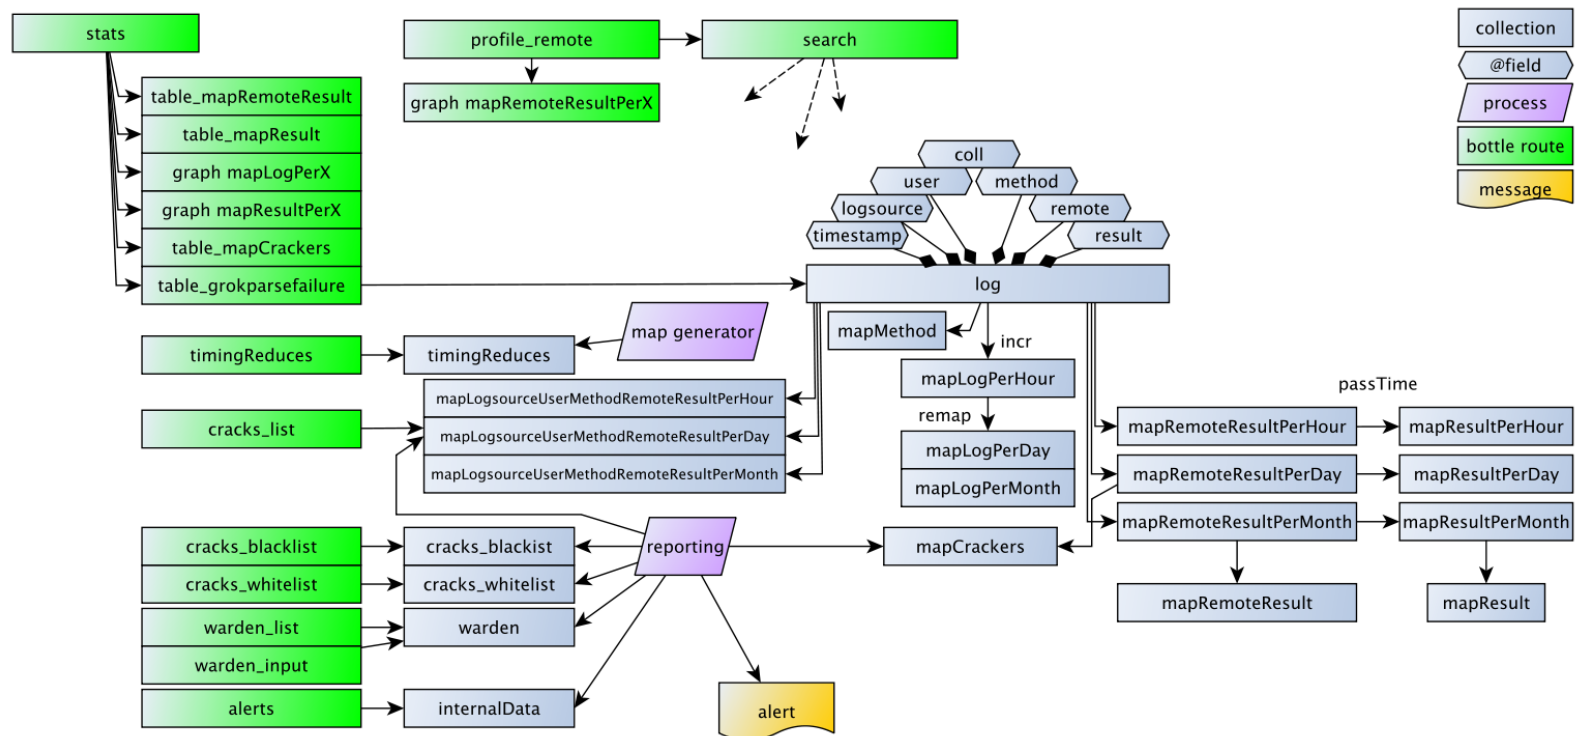 stats
profile_remote
search
collection
@field
process
bottle route
message
table_mapRemoteResult
table_mapResult
graph mapLogPerX
graph mapResultPerX
table_mapCrackers
table_grokparsefailure
graph mapRemoteResultPerX
coll
user
method
logsource
remote
timestamp
result
log
map generator
mapMethod
incr
timingReduces
timingReduces
mapLogPerHour
passTime
remap
mapLogsourceUserMethodRemoteResultPerHour
mapLogsourceUserMethodRemoteResultPerDay
mapLogsourceUserMethodRemoteResultPerMonth
cracks_list
mapLogPerDay
mapLogPerMonth
mapRemoteResultPerHour
mapResultPerHour
mapRemoteResultPerDay
mapResultPerDay
mapRemoteResultPerMonth
mapResultPerMonth
cracks_blacklist
cracks_blackist
reporting
mapCrackers
cracks_whitelist
cracks_whitelist
mapRemoteResult
mapResult
warden_list
warden
warden_input
alerts
internalData
alert